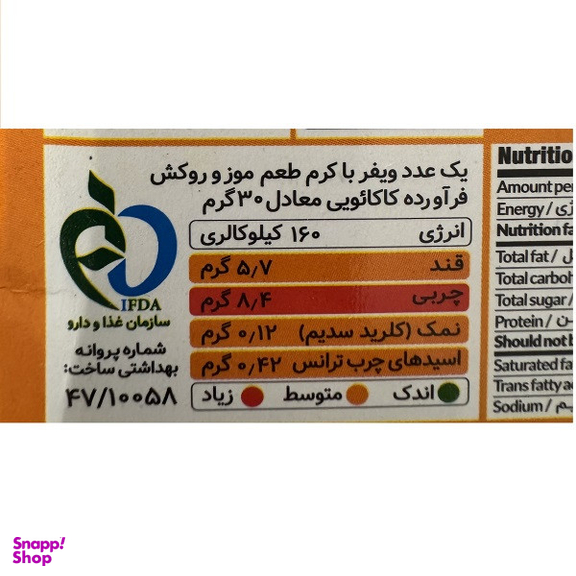 یک عدد ویفر با کرم طعم موز و روکش
فرآورده کاکائویی معادل ۳۰ گرم
انرژی ۱۶۰ کیلوکالری
قند ۵٫۷ گرم
چربی ۸٫۴ گرم
نمک (کلرید سدیم) ۰٫۱۲ گرم
اسیدهای چرب ترانس ۰٫۴۲ گرم
اندک متوسط زیاد
IFDA
سازمان غذا و دارو
شماره پروانه
بهداشتی ساخت:
۴۷/۱۰۰۵۸
Nutritio
Amount per
Energy / ژی
Nutrition fa
Total fat /
Total carboh
Total sugar /
Protein /
Should not b
Saturated fa
Trans fatty a
Sodium /
Snapp!
Shop